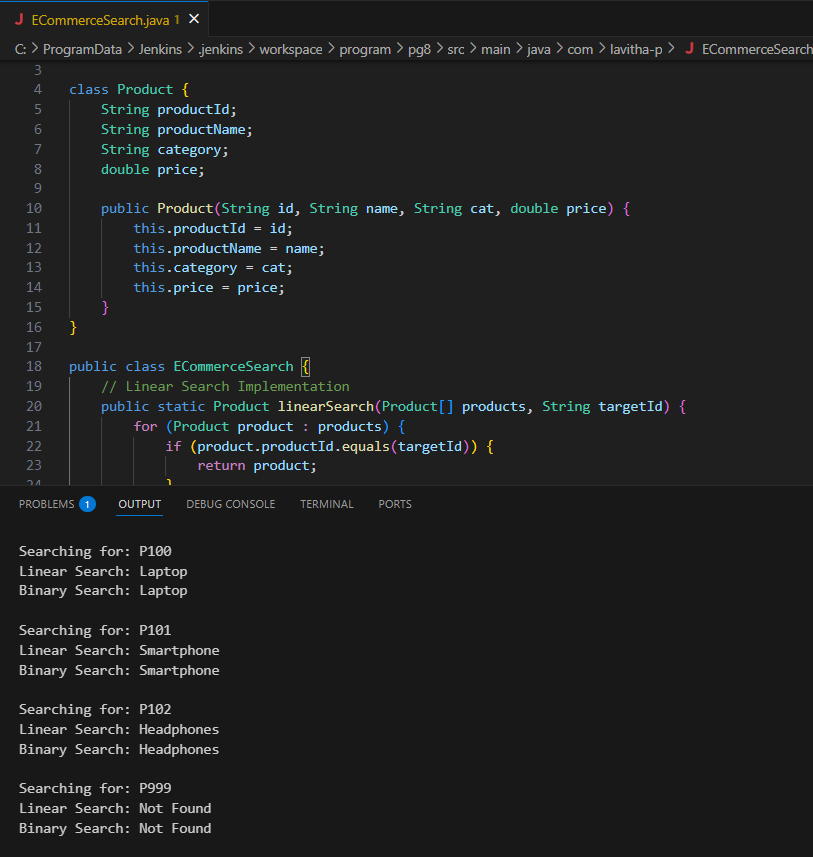 J ECommerceSearch.java 1 ×
C: > ProgramData > Jenkins > .jenkins > workspace > program > pg8 > src > main > java > com > lavitha-p > J ECommerceSearch
3
4 class Product {
5 String productId;
6 String productName;
7 String category;
8 double price;
9
10 public Product(String id, String name, String cat, double price) {
11 this.productId = id;
12 this.productName = name;
13 this.category = cat;
14 this.price = price;
15 }
16 }
17
18 public class ECommerceSearch {
19 // Linear Search Implementation
20 public static Product linearSearch(Product[] products, String targetId) {
21 for (Product product : products) {
22 if (product.productId.equals(targetId)) {
23 return product;
24 }
PROBLEMS 1 OUTPUT DEBUG CONSOLE TERMINAL PORTS
Searching for: P100
Linear Search: Laptop
Binary Search: Laptop
Searching for: P101
Linear Search: Smartphone
Binary Search: Smartphone
Searching for: P102
Linear Search: Headphones
Binary Search: Headphones
Searching for: P999
Linear Search: Not Found
Binary Search: Not Found